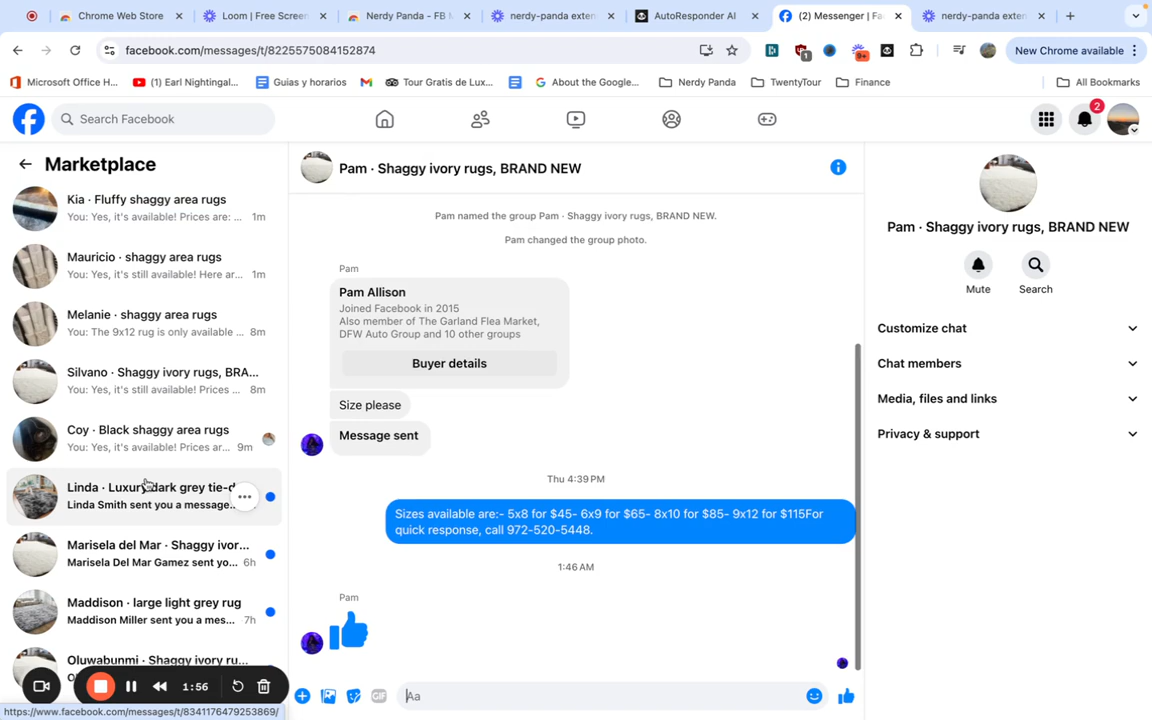 Chrome Web Store
Loom | Free Screen
Nerdy Panda - FB M
nerdy-panda exten
AutoResponder AI
(2) Messenger | Fa
nerdy-panda exten
facebook.com/messages/t/8225575084152874
1
9+
New Chrome available
Microsoft Office H...
(1) Earl Nightingal...
Guias y horarios
Tour Gratis de Lux...
About the Google...
Nerdy Panda
TwentyTour
Finance
All Bookmarks
Search Facebook
2
Marketplace
Kia · Fluffy shaggy area rugs
You: Yes, it's available! Prices are: ... 1m
Mauricio · shaggy area rugs
You: Yes, it's still available! Here ar... 1m
Melanie · shaggy area rugs
You: The 9x12 rug is only available ... 8m
Silvano · Shaggy ivory rugs, BRA...
You: Yes, it's still available! Prices ... 8m
Coy · Black shaggy area rugs
You: Yes, it's available! Prices ar... 9m
Linda · Luxury dark grey tie-d
Linda Smith sent you a message...
Marisela del Mar · Shaggy ivor...
Marisela Del Mar Gamez sent yo... 6h
Maddison · large light grey rug
Maddison Miller sent you a mes... 7h
Oluwabunmi · Shaggy ivory ru...
1:56
https://www.facebook.com/messages/t/8341176479253869/
Pam · Shaggy ivory rugs, BRAND NEW
Pam named the group Pam · Shaggy ivory rugs, BRAND NEW.
Pam changed the group photo.
Pam
Pam Allison
Joined Facebook in 2015
Also member of The Garland Flea Market,
DFW Auto Group and 10 other groups
Buyer details
Size please
Message sent
Thu 4:39 PM
Sizes available are:- 5x8 for $45- 6x9 for $65- 8x10 for $85- 9x12 for $115For
quick response, call 972-520-5448.
1:46 AM
Pam
GIF
Aa
Pam · Shaggy ivory rugs, BRAND NEW
Mute
Search
Customize chat
Chat members
Media, files and links
Privacy & support